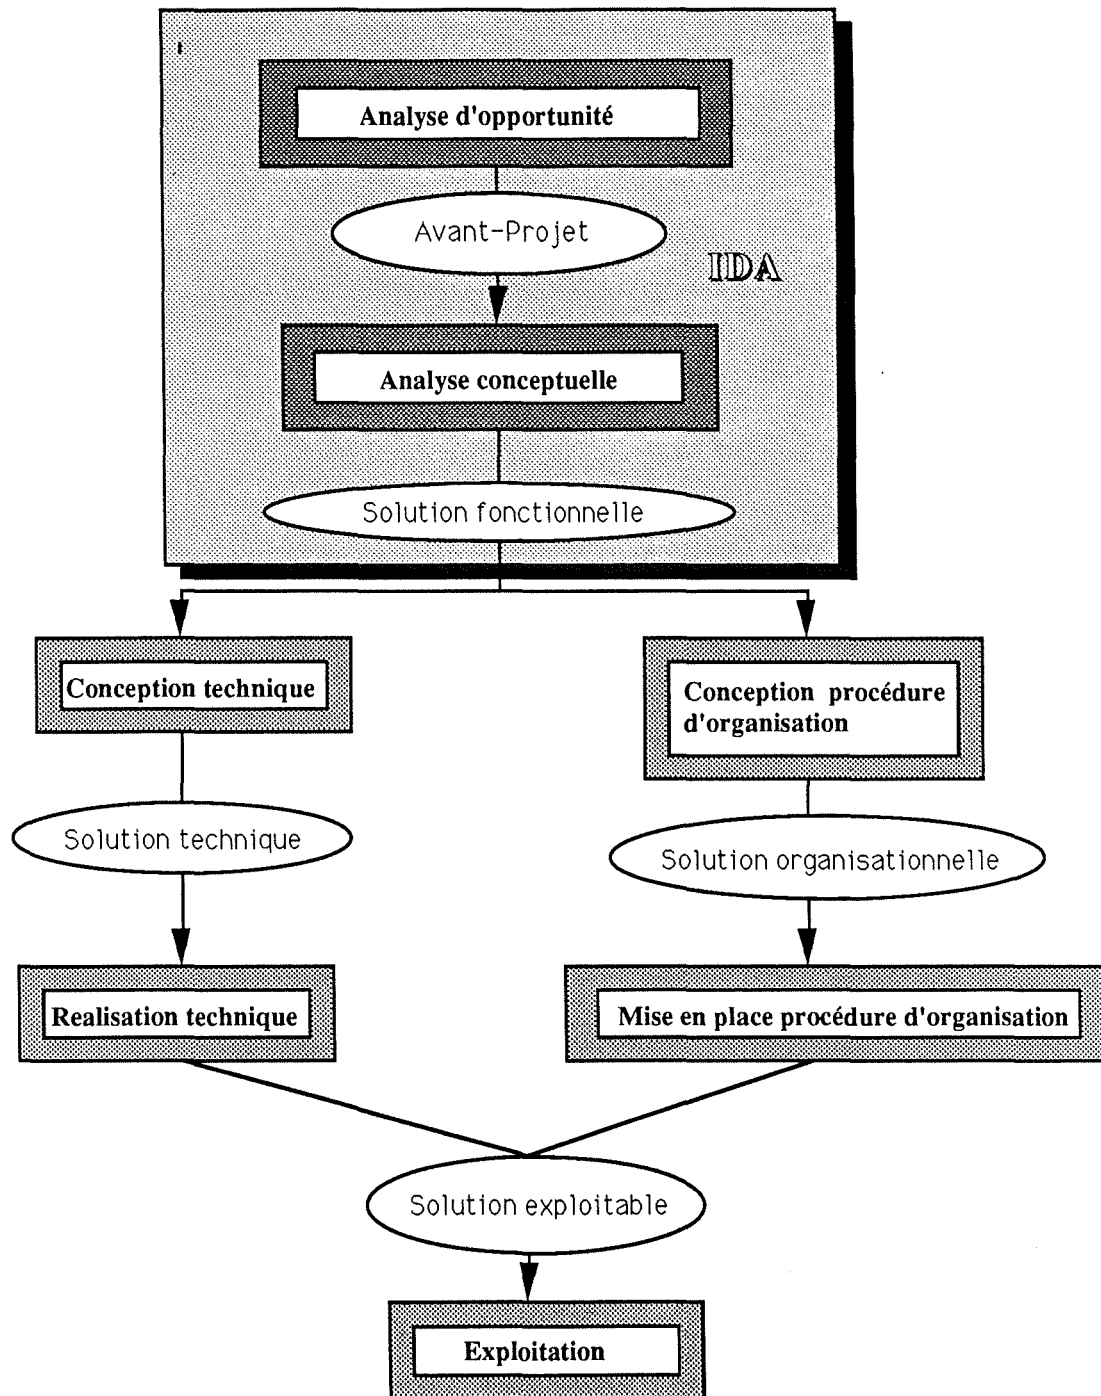 Analyse d'opportunité
Avant-Projet
IDA
Analyse conceptuelle
Solution fonctionnelle
Conception technique
Conception procédure
d'organisation
Solution technique
Solution organisationnelle
Realisation technique
Mise en place procédure d'organisation
Solution exploitable
Exploitation